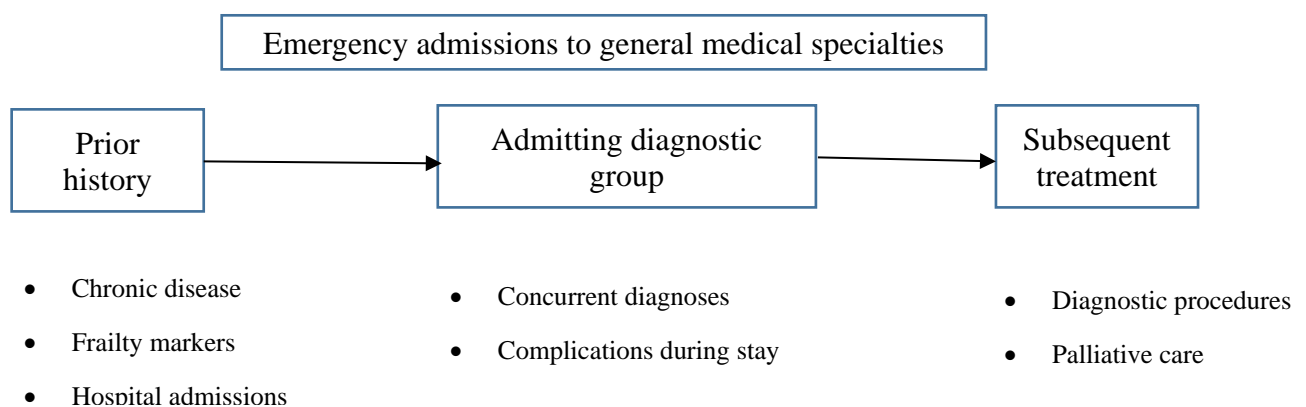 Emergency admissions to general medical specialties
Prior
history
Admitting diagnostic
group
Subsequent
treatment
• Chronic disease
• Frailty markers
• Hospital admissions
• Concurrent diagnoses
• Complications during stay
• Diagnostic procedures
• Palliative care